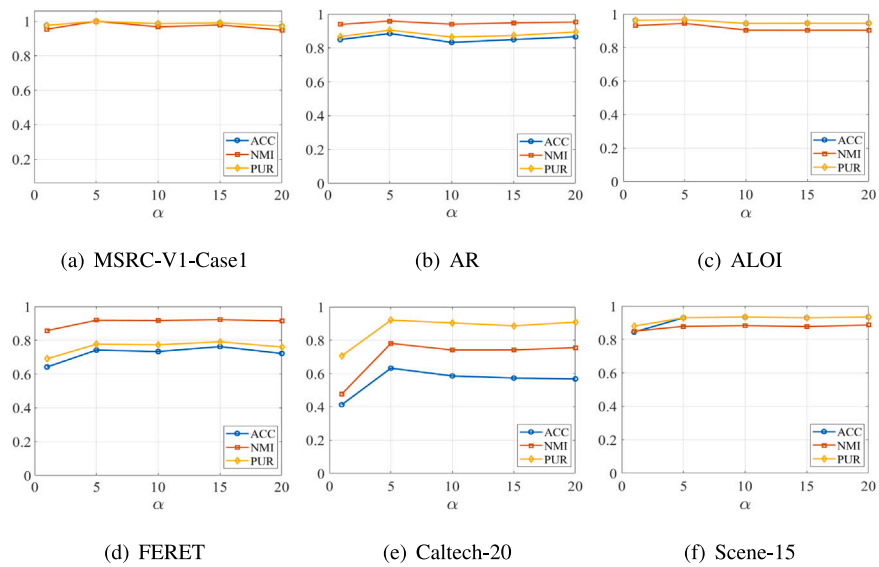 1
0.8
0.6
0.4
0.2
0 5 10 15 20
α
ACC
NMI
PUR
(a) MSRC-V1-Case1
1
0.8
0.6
0.4
0.2
0
0 5 10 15 20
α
ACC
NMI
PUR
(b) AR
1
0.8
0.6
0.4
0.2
0
0 5 10 15 20
α
ACC
NMI
PUR
(c) ALOI
1
0.8
0.6
0.4
0.2
0
0 5 10 15 20
α
ACC
NMI
PUR
(d) FERET
1
0.8
0.6
0.4
0.2
0
0 5 10 15 20
α
ACC
NMI
PUR
(e) Caltech-20
1
0.8
0.6
0.4
0.2
0
0 5 10 15 20
α
ACC
NMI
PUR
(f) Scene-15